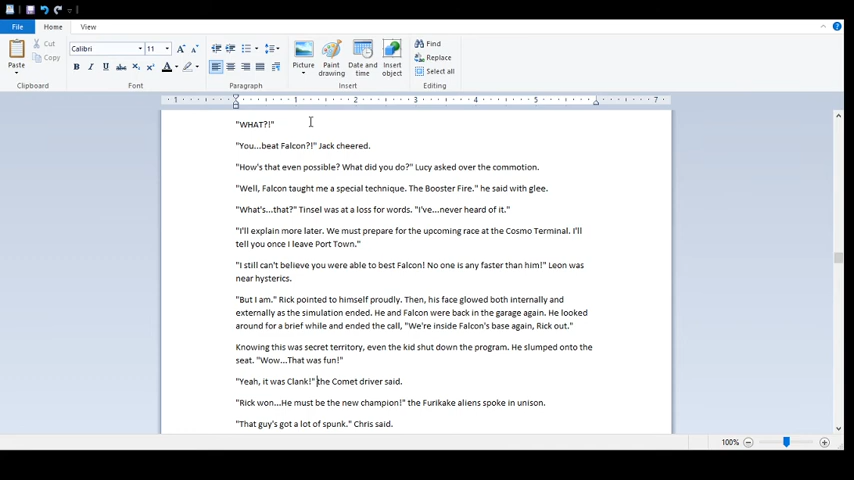 File Home View
Cut
Copy
Paste
Clipboard
Calibri 11
B I U abc X₂ X² A
Font
Paragraph
Picture
Paint drawing
Date and time
Insert object
Insert
Find
Replace
Select all
Editing
1 1 2 3 4 5 6 7
"WHAT?!"
"You...beat Falcon?!" Jack cheered.
"How's that even possible? What did you do?" Lucy asked over the commotion.
"Well, Falcon taught me a special technique. The Booster Fire." he said with glee.
"What's...that?" Tinsel was at a loss for words. "I've...never heard of it."
"I'll explain more later. We must prepare for the upcoming race at the Cosmo Terminal. I'll
tell you once I leave Port Town."
"I still can't believe you were able to best Falcon! No one is any faster than him!" Leon was
near hysterics.
"But I am." Rick pointed to himself proudly. Then, his face glowed both internally and
externally as the simulation ended. He and Falcon were back in the garage again. He looked
around for a brief while and ended the call, "We're inside Falcon's base again, Rick out."
Knowing this was secret territory, even the kid shut down the program. He slumped onto the
seat. "Wow...That was fun!"
"Yeah, it was Clank!" the Comet driver said.
"Rick won...He must be the new champion!" the Furikake aliens spoke in unison.
"That guy's got a lot of spunk." Chris said.
100%